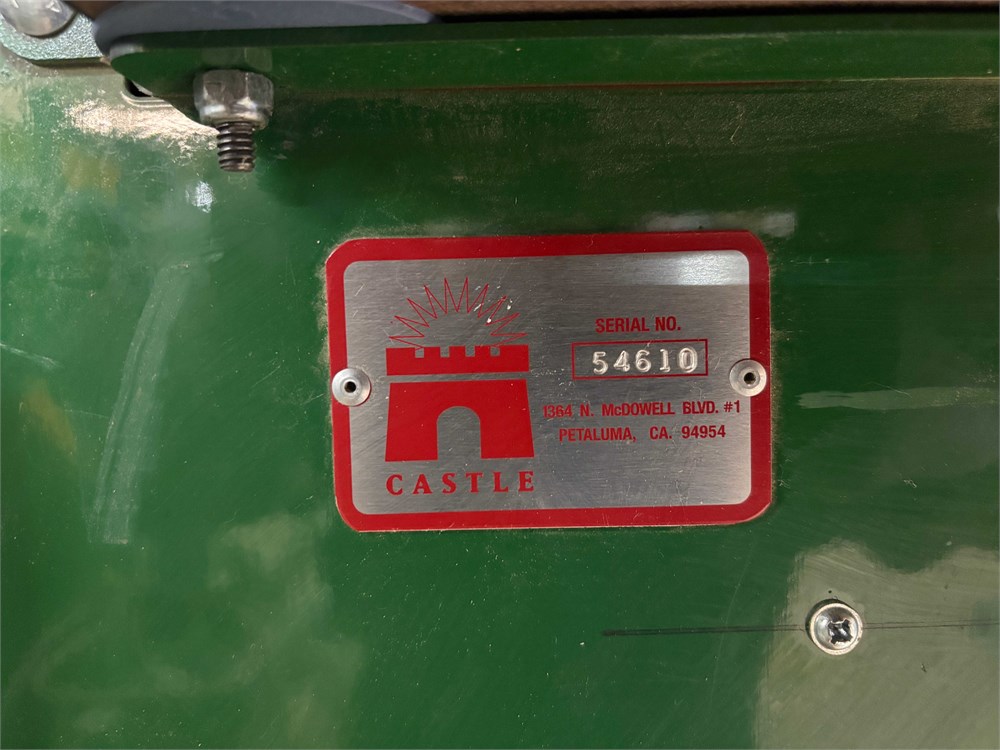 SERIAL NO.
54610
1364 N. McDOWELL BLVD. #1
PETALUMA, CA. 94954
CASTLE